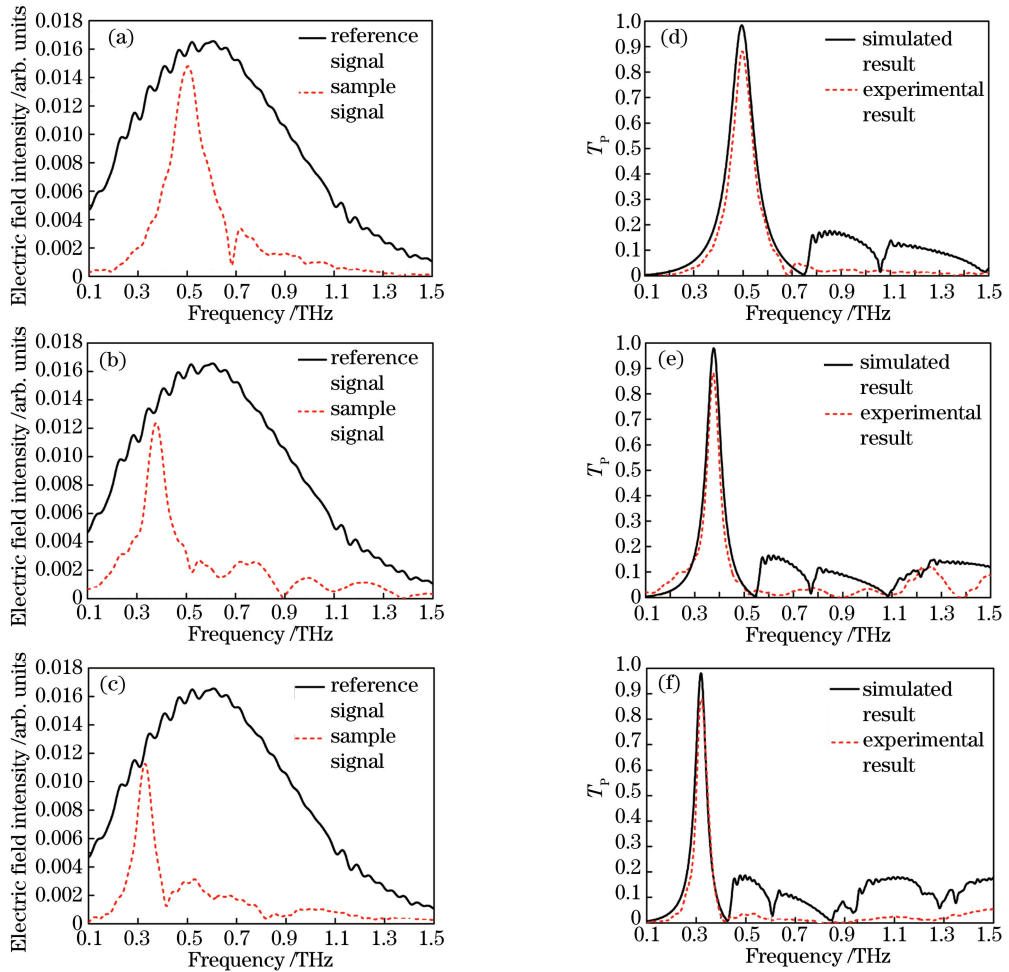 Electric field intensity /arb. units
0.018
0.016
0.014
0.012
0.010
0.008
0.006
0.004
0.002
0
(a)
reference
signal
sample
signal
0.1 0.3 0.5 0.7 0.9 1.1 1.3 1.5
Frequency /THz
T_P
1.0
0.9
0.8
0.7
0.6
0.5
0.4
0.3
0.2
0.1
0
(d)
simulated
result
experimental
result
0.1 0.3 0.5 0.7 0.9 1.1 1.3 1.5
Frequency /THz
Electric field intensity /arb. units
0.018
0.016
0.014
0.012
0.010
0.008
0.006
0.004
0.002
0
(b)
reference
signal
sample
signal
0.1 0.3 0.5 0.7 0.9 1.1 1.3 1.5
Frequency /THz
T_P
1.0
0.9
0.8
0.7
0.6
0.5
0.4
0.3
0.2
0.1
0
(e)
simulated
result
experimental
result
0.1 0.3 0.5 0.7 0.9 1.1 1.3 1.5
Frequency /THz
Electric field intensity /arb. units
0.018
0.016
0.014
0.012
0.010
0.008
0.006
0.004
0.002
0
(c)
reference
signal
sample
signal
0.1 0.3 0.5 0.7 0.9 1.1 1.3 1.5
Frequency /THz
T_P
1.0
0.9
0.8
0.7
0.6
0.5
0.4
0.3
0.2
0.1
0
(f)
simulated
result
experimental
result
0.1 0.3 0.5 0.7 0.9 1.1 1.3 1.5
Frequency /THz